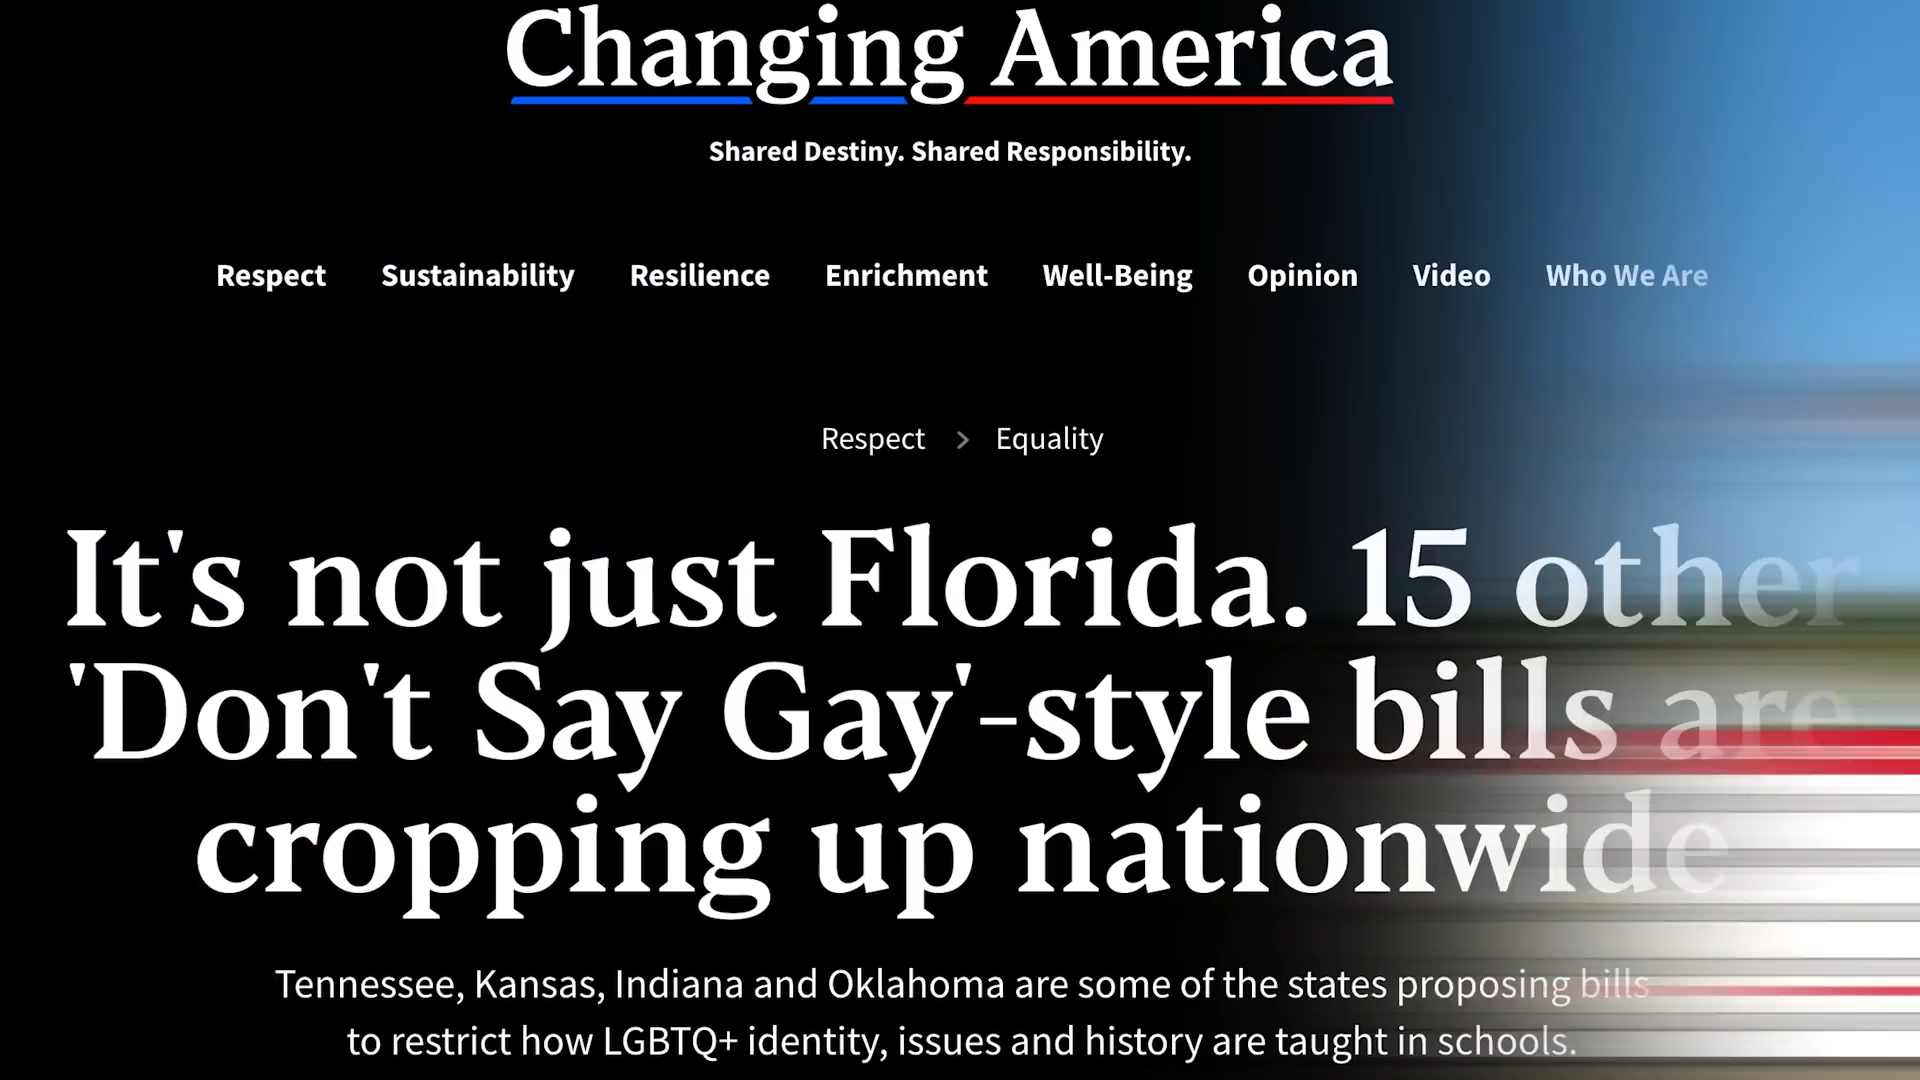 Changing America
Shared Destiny. Shared Responsibility.
Respect Sustainability Resilience Enrichment Well-Being Opinion Video Who We Are
Respect > Equality
It's not just Florida. 15 other
'Don't Say Gay'-style bills are
cropping up nationwide
Tennessee, Kansas, Indiana and Oklahoma are some of the states proposing bills
to restrict how LGBTQ+ identity, issues and history are taught in schools.